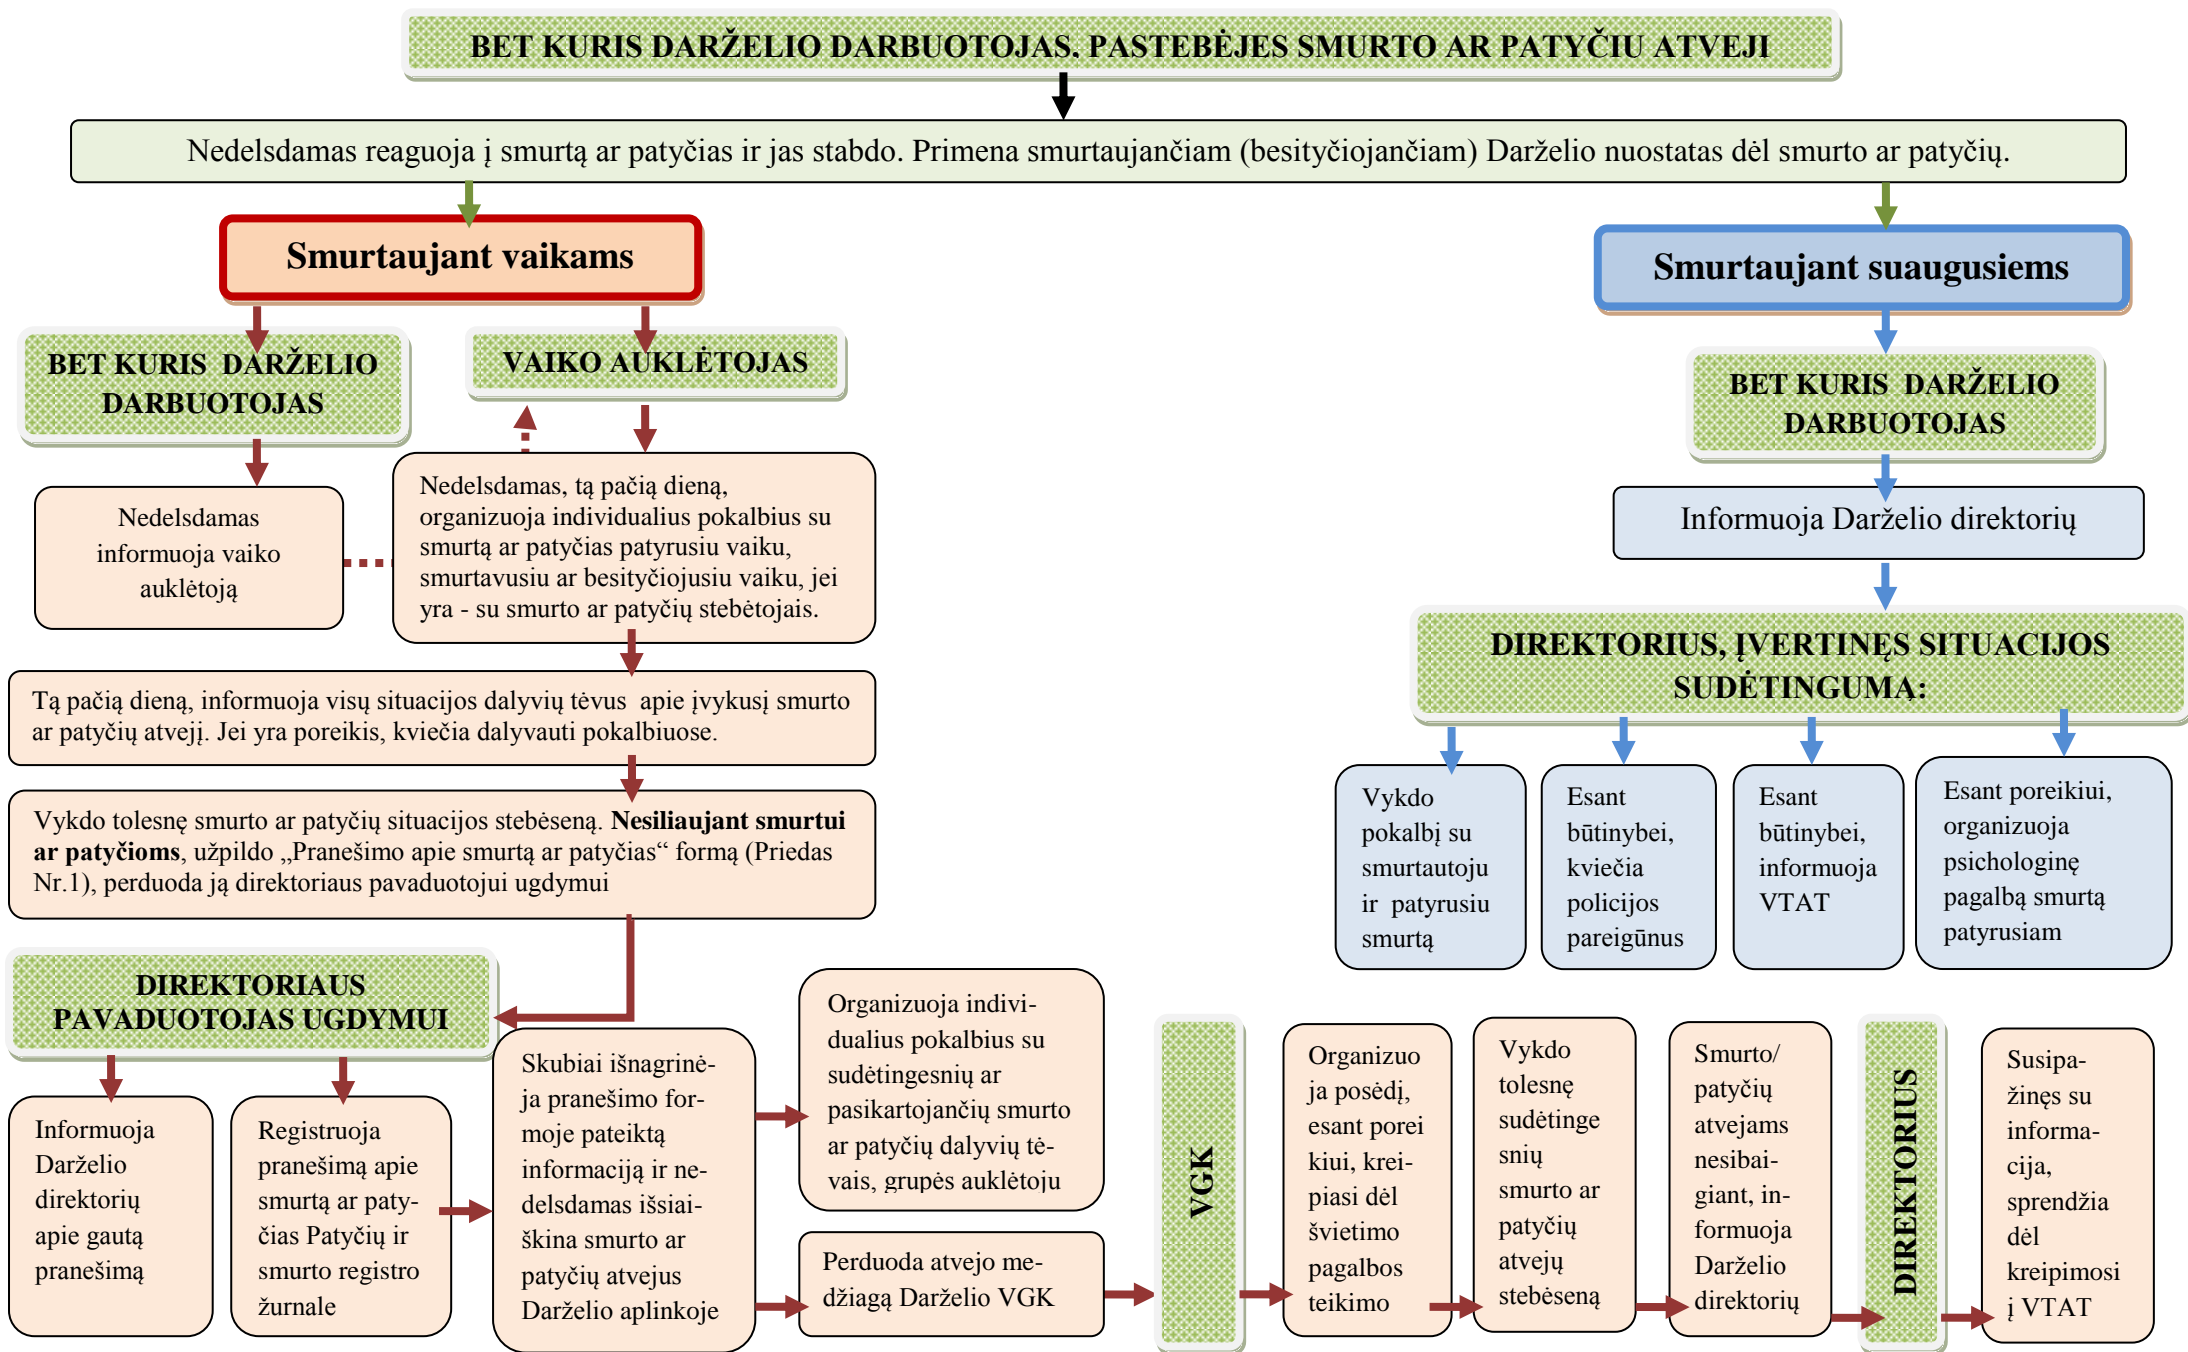 BET KURIS DARŽELIO DARBUOTOJAS, PASTEBĖJĘS SMURTO AR PATYČIŲ ATVEJĮ
Nedelsdamas reaguoja į smurtą ar patyčias ir jas stabdo. Primena smurtaujančiam (besityčiojančiam) Darželio nuostatas dėl smurto ar patyčių.
Smurtaujant vaikams
BET KURIS DARŽELIO
DARBUOTOJAS
VAIKO AUKLĖTOJAS
Nedelsdamas
informuoja vaiko
auklėtoją
Nedelsdamas, tą pačią dieną,
organizuoja individualius pokalbius su
smurtą ar patyčias patyrusiu vaiku,
smurtavusiu ar besityčiojusiu vaiku, jei
yra - su smurto ar patyčių stebėtojais.
Tą pačią dieną, informuoja visų situacijos dalyvių tėvus apie įvykusį smurto
ar patyčių atvejį. Jei yra poreikis, kviečia dalyvauti pokalbiuose.
Vykdo tolesnę smurto ar patyčių situacijos stebėseną. Nesiliaujant smurtui
ar patyčioms, užpildo „Pranešimo apie smurtą ar patyčias“ formą (Priedas
Nr.1), perduoda ją direktoriaus pavaduotojui ugdymui
Smurtaujant suaugusiems
BET KURIS DARŽELIO
DARBUOTOJAS
Informuoja Darželio direktorių
DIREKTORIUS, ĮVERTINĘS SITUACIJOS
SUDĖTINGUMĄ:
Vykdo
pokalbį su
smurtautoju
ir patyrusiu
smurtą
Esant
būtinybei,
kviečia
policijos
pareigūnus
Esant
būtinybei,
informuoja
VTAT
Esant poreikiui,
organizuoja
psichologinę
pagalbą smurtą
patyrusiam
DIREKTORIAUS
PAVADUOTOJAS UGDYMUI
Informuoja
Darželio
direktorių
apie gautą
pranešimą
Registruoja
pranešimą apie
smurtą ar paty-
čias Patyčių ir
smurto registro
žurnale
Skubiai išnagrinė-
ja pranešimo for-
moje pateiktą
informaciją ir ne-
delsdamas išsiai-
škina smurto ar
patyčių atvejus
Darželio aplinkoje
Organizuoja indivi-
dualius pokalbius su
sudėtingesnių ar
pasikartojančių smurto
ar patyčių dalyvių tė-
vais, grupės auklėtoju
Perduoda atvejo me-
džiagą Darželio VGK
VGK
Organizuo
ja posėdį,
esant porei
kiui, krei-
piasi dėl
švietimo
pagalbos
teikimo
Vykdo
tolesnę
sudėtinge
snių
smurto ar
patyčių
atvejų
stebėseną
Smurto/
patyčių
atvejams
nesibai-
giant, in-
formuoja
Darželio
direktorių
DIREKTORIUS
Susipa-
žinęs su
informa-
cija,
sprendžia
dėl
kreipimosi
į VTAT